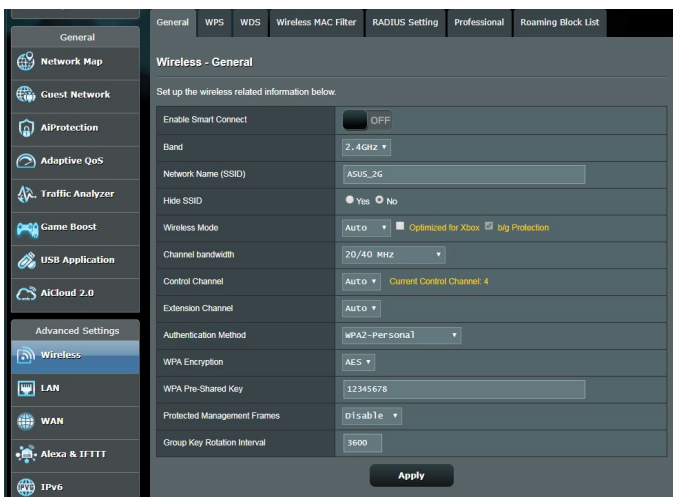 General
Network Map
Guest Network
AiProtection
Adaptive QoS
Traffic Analyzer
Game Boost
USB Application
AiCloud 2.0
Advanced Settings
Wireless
LAN
WAN
Alexa & IFTTT
IPv6
General WPS WDS Wireless MAC Filter RADIUS Setting Professional Roaming Block List
Wireless - General
Set up the wireless related information below.
Enable Smart Connect OFF
Band 2.4GHz
Network Name (SSID) ASUS_2G
Hide SSID Yes No
Wireless Mode Auto Optimized for Xbox b/g Protection
Channel bandwidth 20/40 MHz
Control Channel Auto Current Control Channel: 4
Extension Channel Auto
Authentication Method WPA2-Personal
WPA Encryption AES
WPA Pre-Shared Key 12345678
Protected Management Frames Disable
Group Key Rotation Interval 3600
Apply